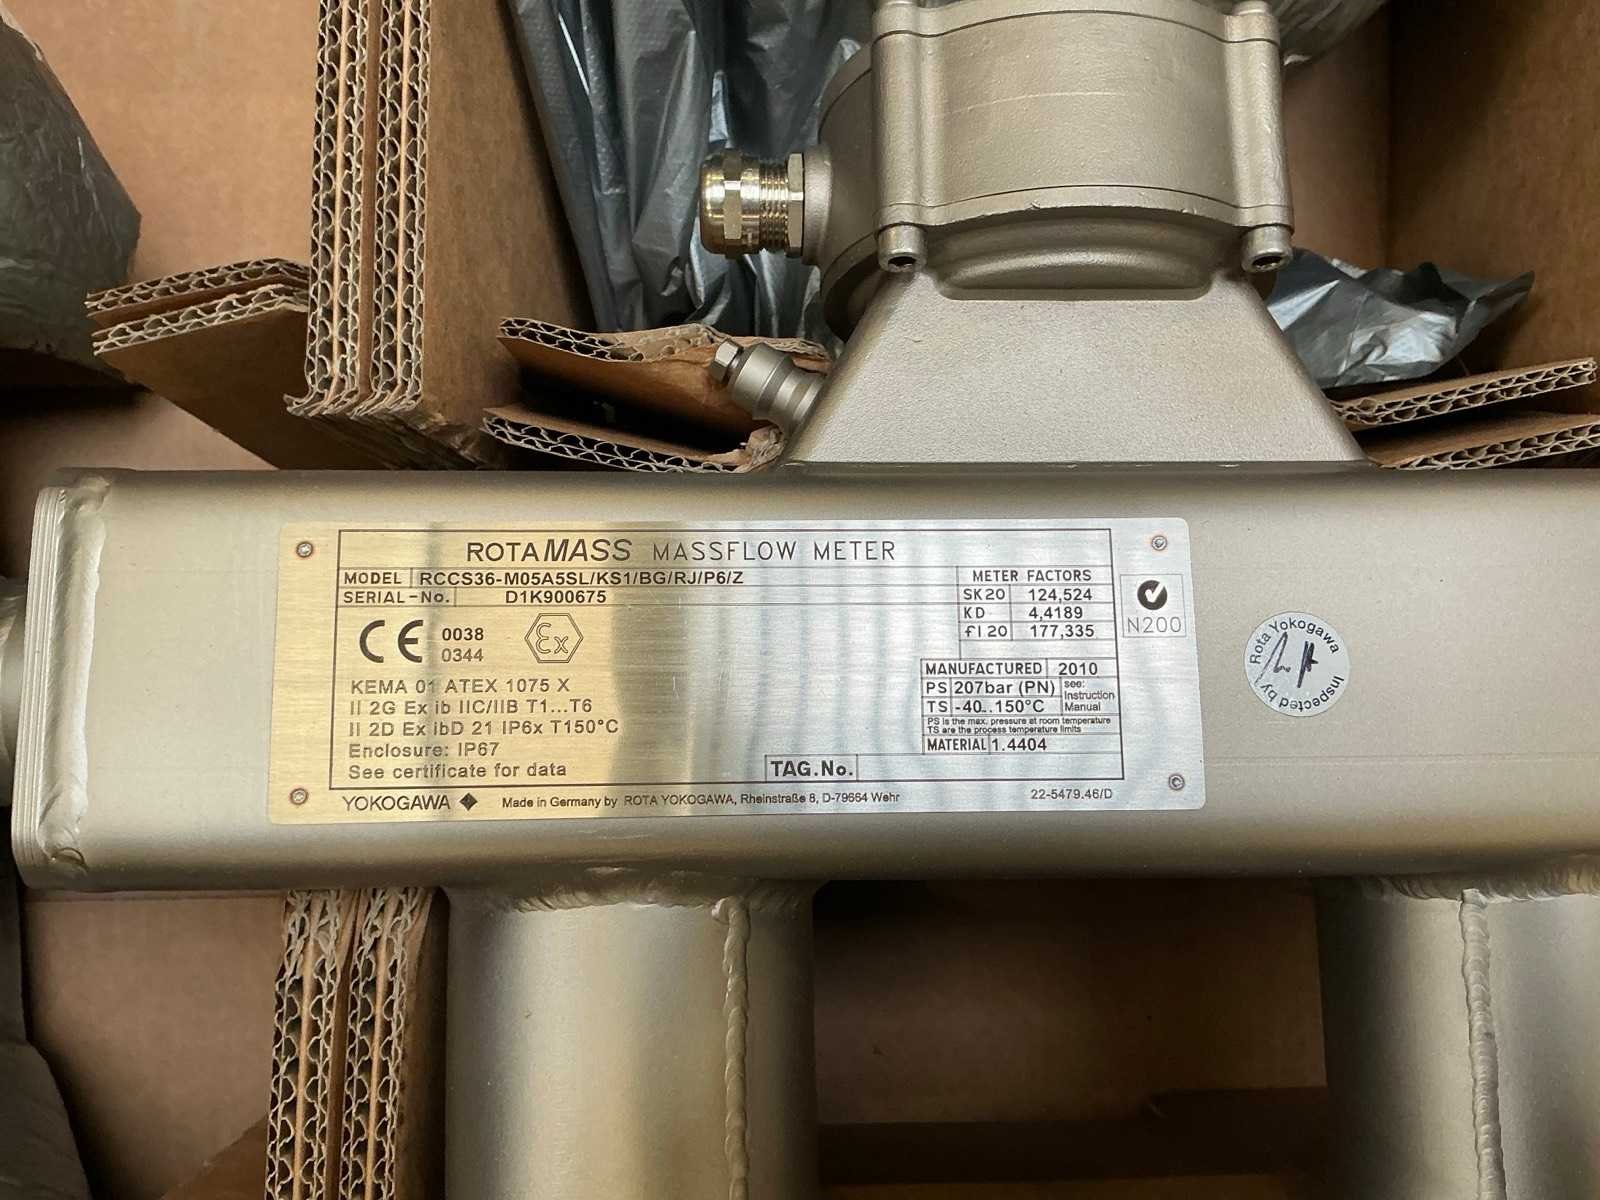 ROTAMASS MASSFLOW METER
MODEL RCCS36-M05A5SL/KS1/BG/RJ/P6/Z
SERIAL-No. D1K900675
METER FACTORS
SK20 124,524
KD 4,4189
fl 20 177,335
N200
CE 0038
0344
Ex
KEMA 01 ATEX 1075 X
II 2G Ex ib IIC/IIB T1...T6
II 2D Ex ibD 21 IP6x T150°C
Enclosure: IP67
See certificate for data
MANUFACTURED 2010
PS 207bar (PN) see:
Instruction
TS -40...150°C Manual
PS is the max. pressure at room temperature
TS are the process temperature limits
MATERIAL 1.4404
TAG.No.
YOKOGAWA Made in Germany by ROTA YOKOGAWA, Rheinstraße 8, D-79664 Wehr
22-5479.46/D
Rota Yokogawa
Inspected by